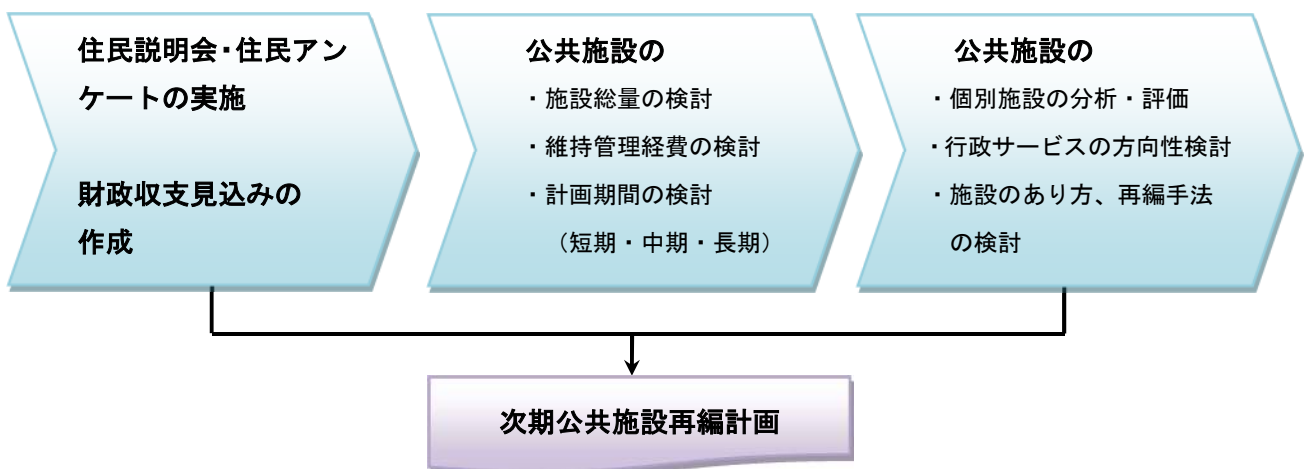 住民説明会・住民アン
ケートの実施
財政収支見込みの
作成
公共施設の
・施設総量の検討
・維持管理経費の検討
・計画期間の検討
（短期・中期・長期）
公共施設の
・個別施設の分析・評価
・行政サービスの方向性検討
・施設のあり方、再編手法
の検討
次期公共施設再編計画